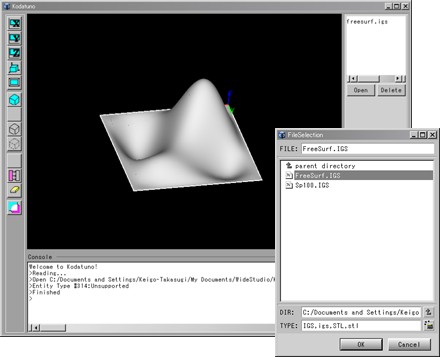 Kodatuno
freesurf.igs
Open
Delete
FileSelection
FILE:
FreeSurf.IGS
parent directory
FreeSurf.IGS
Sp100.IGS
DIR:
C:/Documents and Settings/Keigo
TYPE:
IGS,igs,STL,stl
OK
Cancel
Console
Welcome to Kodatuno!
>Reading...
>Open C:/Documents and Settings/Keigo-Takasugi/My Documents/WideStudio/
>Entity Type #314:Unsupported
>Finished
>